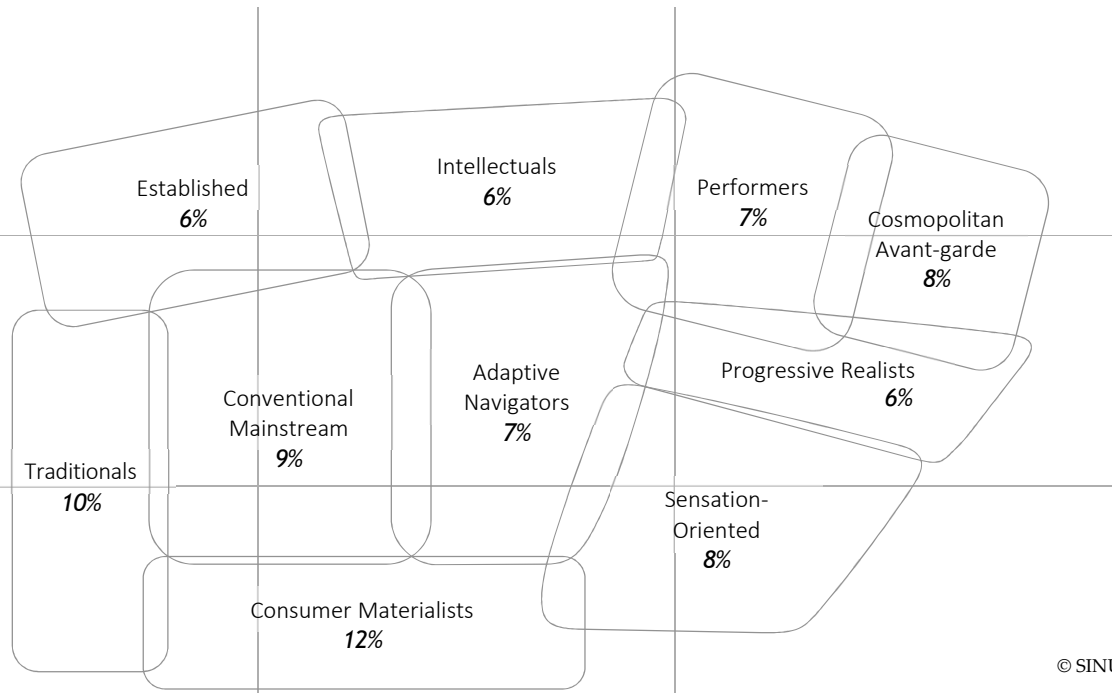 Established
6%
Intellectuals
6%
Performers
7%
Cosmopolitan
Avant-garde
8%
Progressive Realists
6%
Adaptive
Navigators
7%
Conventional
Mainstream
9%
Traditionals
10%
Sensation-
Oriented
8%
Consumer Materialists
12%
©